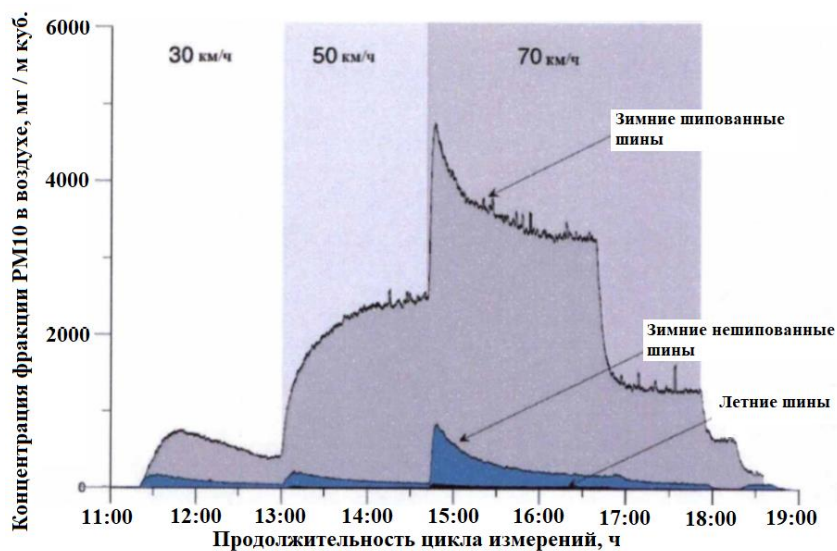 Концентрация фракции РМ10 в воздухе, мг / м куб.
6000
4000
2000
0
30 км/ч
50 км/ч
70 км/ч
Зимние шипованные
шины
Зимние нешипованные
шины
Летние шины
11:00 12:00 13:00 14:00 15:00 16:00 17:00 18:00 19:00
Продолжительность цикла измерений, ч